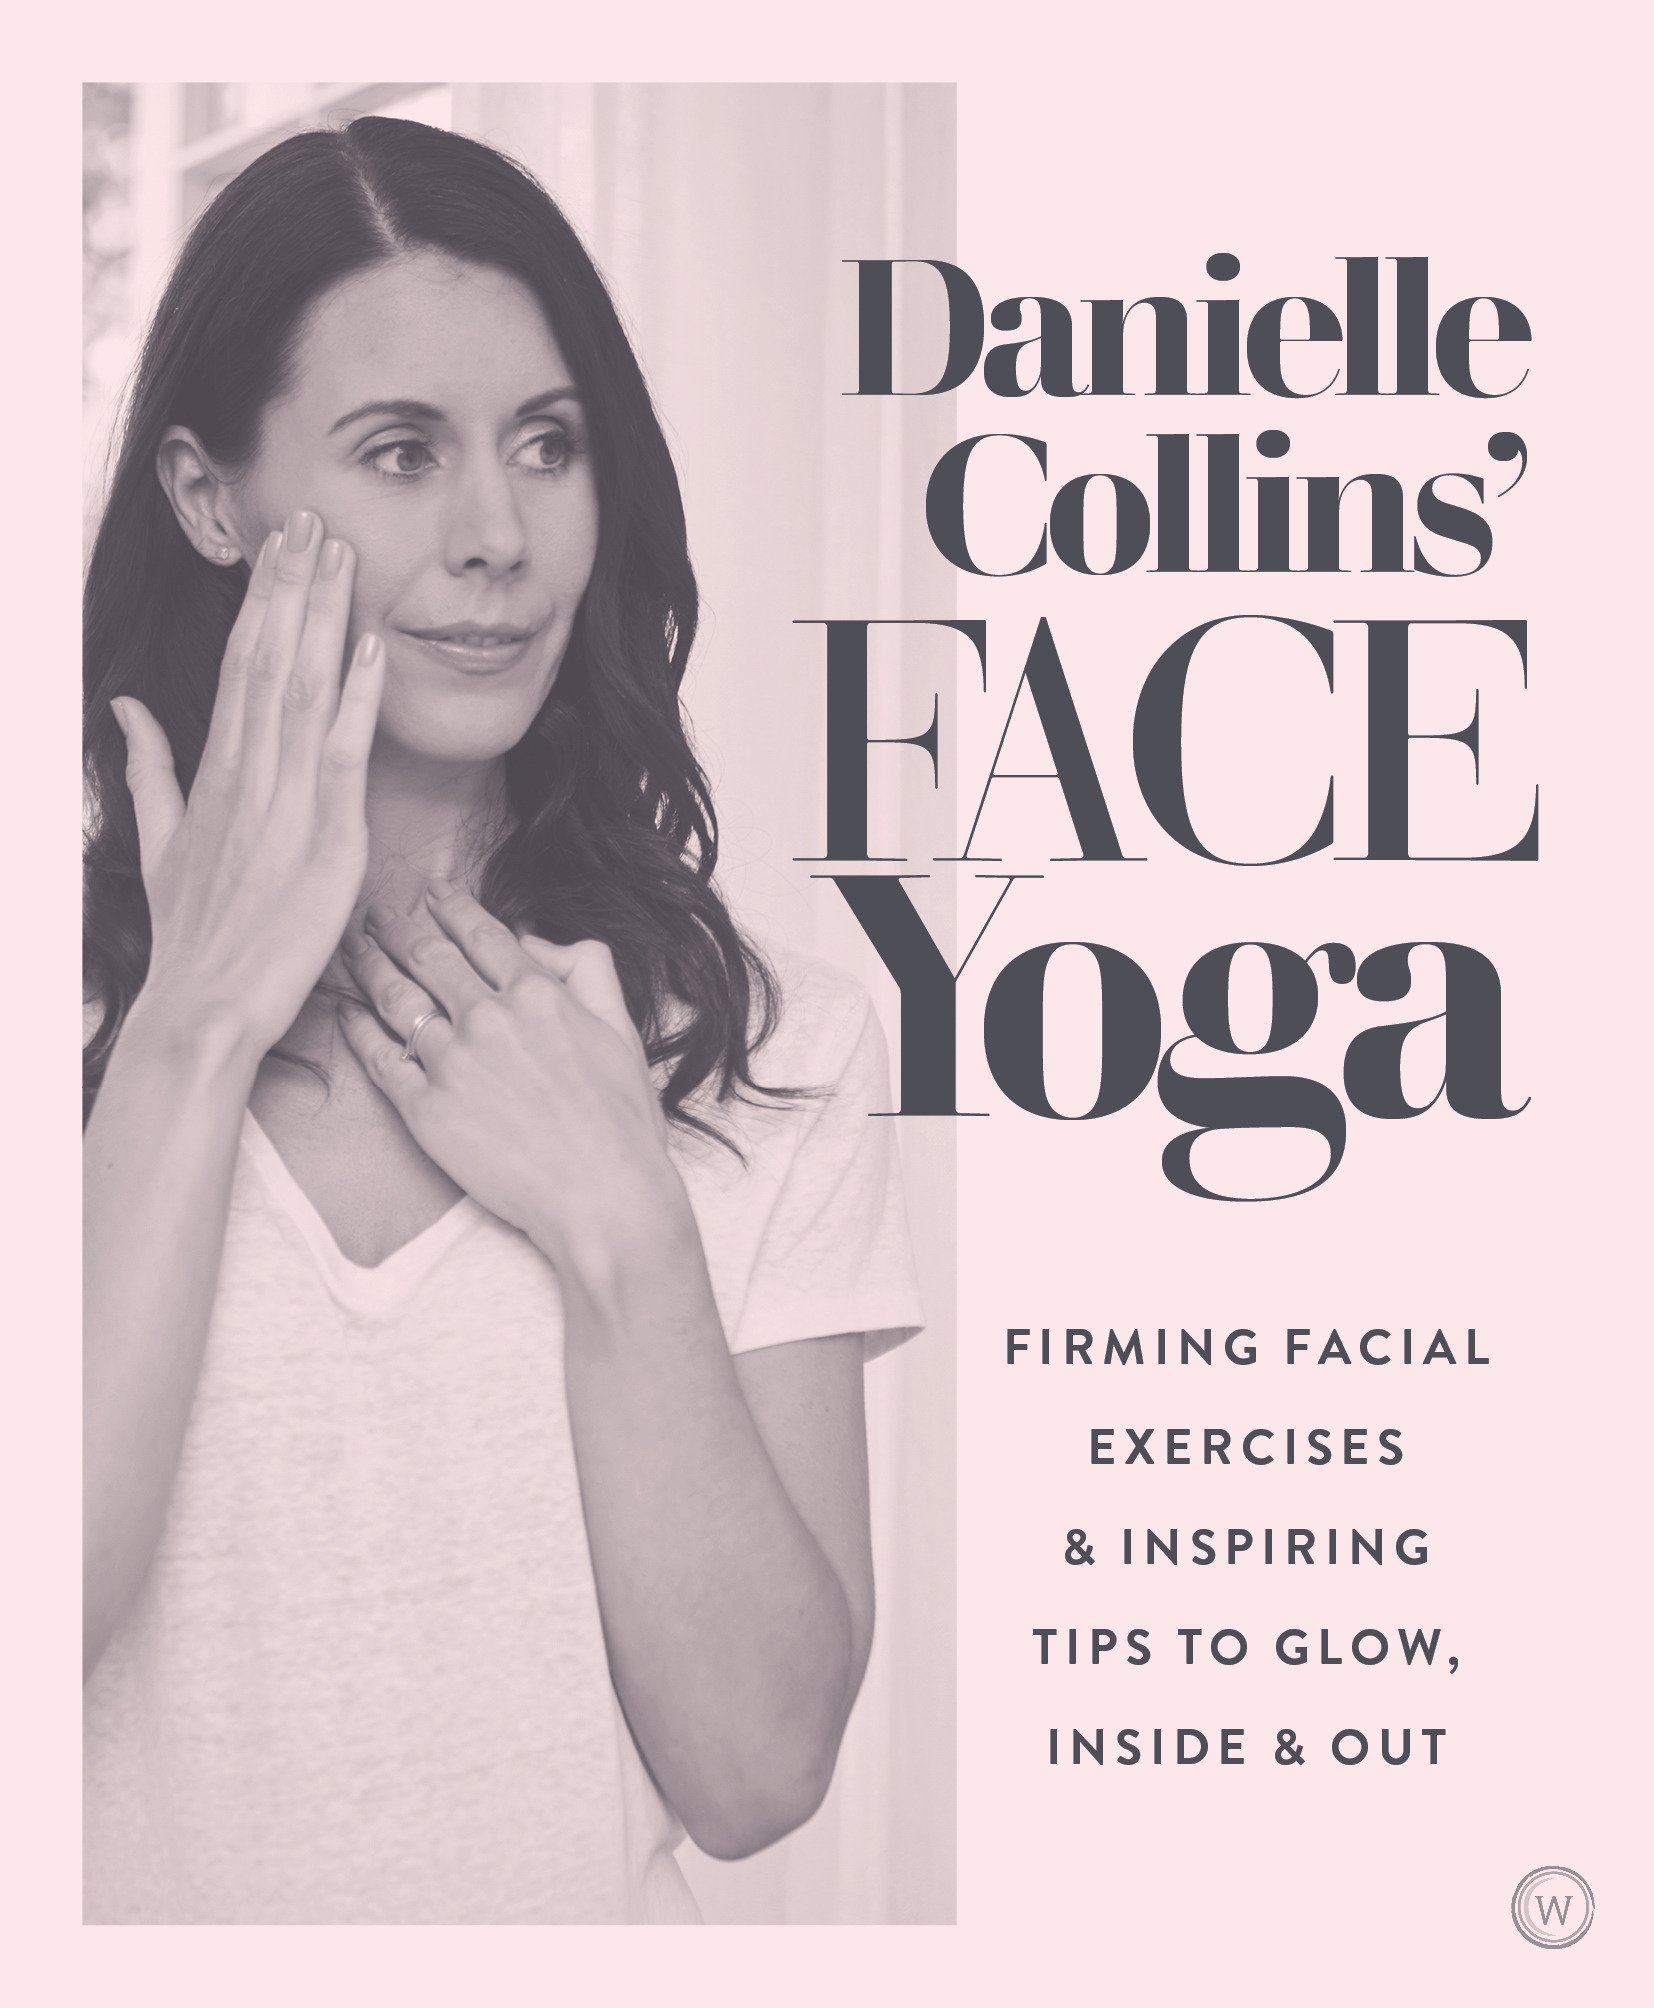 Danielle
Collins’
FACE
Yoga
FIRMING FACIAL
EXERCISES
& INSPIRING
TIPS TO GLOW,
INSIDE & OUT
W